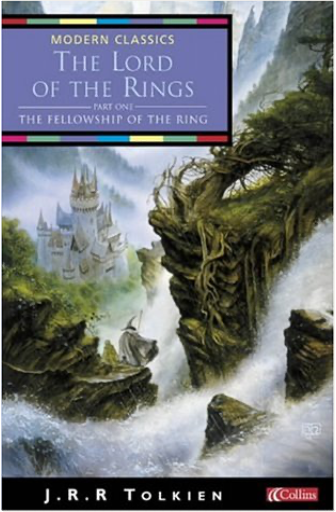 MODERN CLASSICS
THE LORD
OF THE RINGS
PART ONE
THE FELLOWSHIP OF THE RING
J.R.R TOLKIEN
Collins